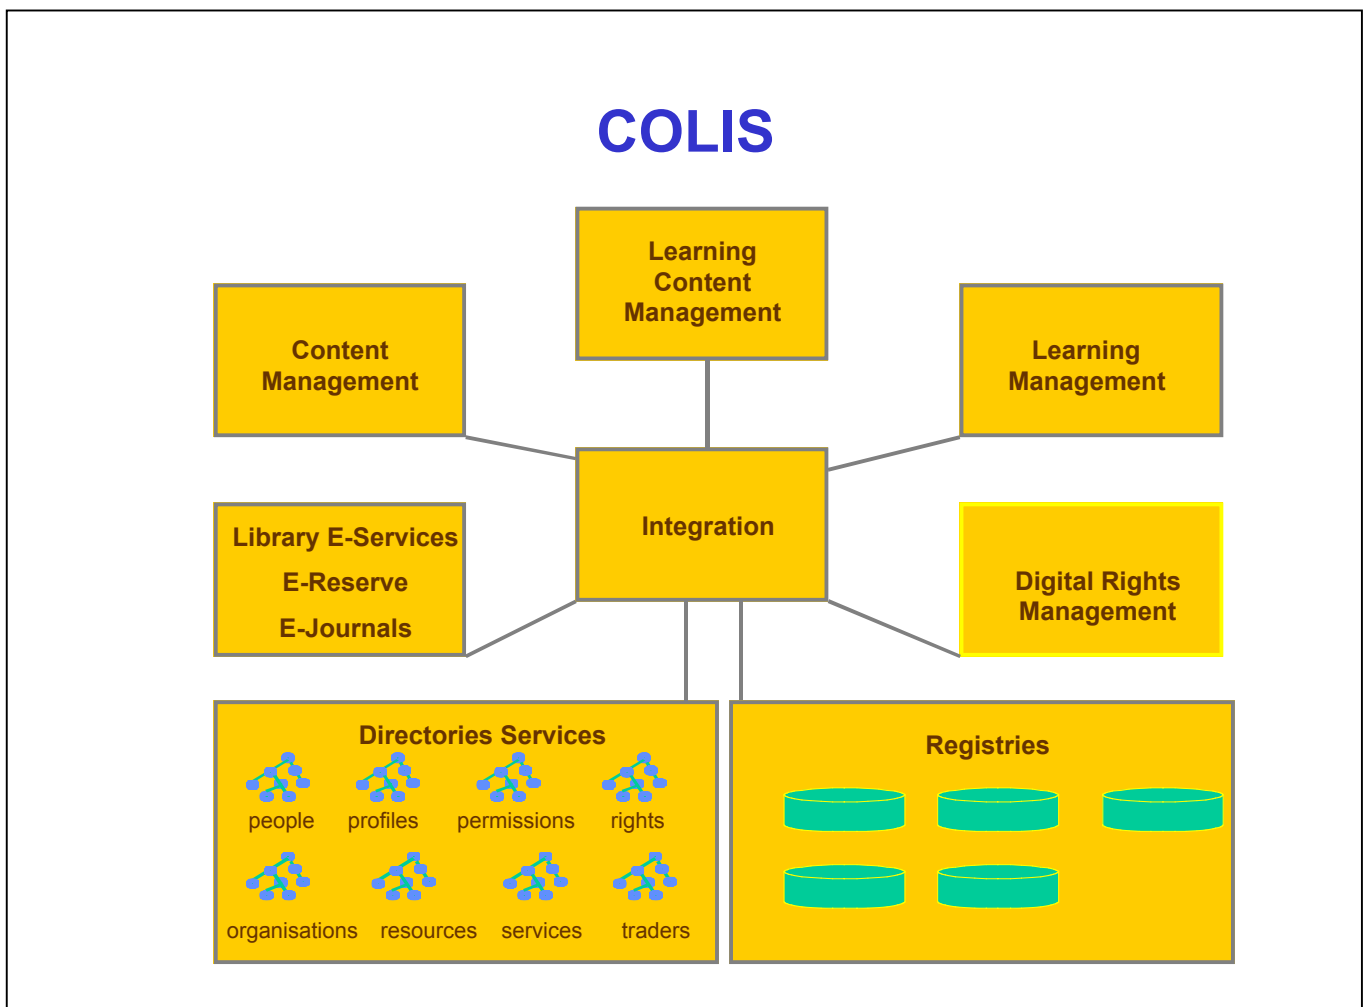 COLIS
Learning
Content
Management
Content
Management
Learning
Management
Integration
Library E-Services
E-Reserve
E-Journals
Digital Rights
Management
Directories Services
people profiles permissions rights
organisations resources services traders
Registries